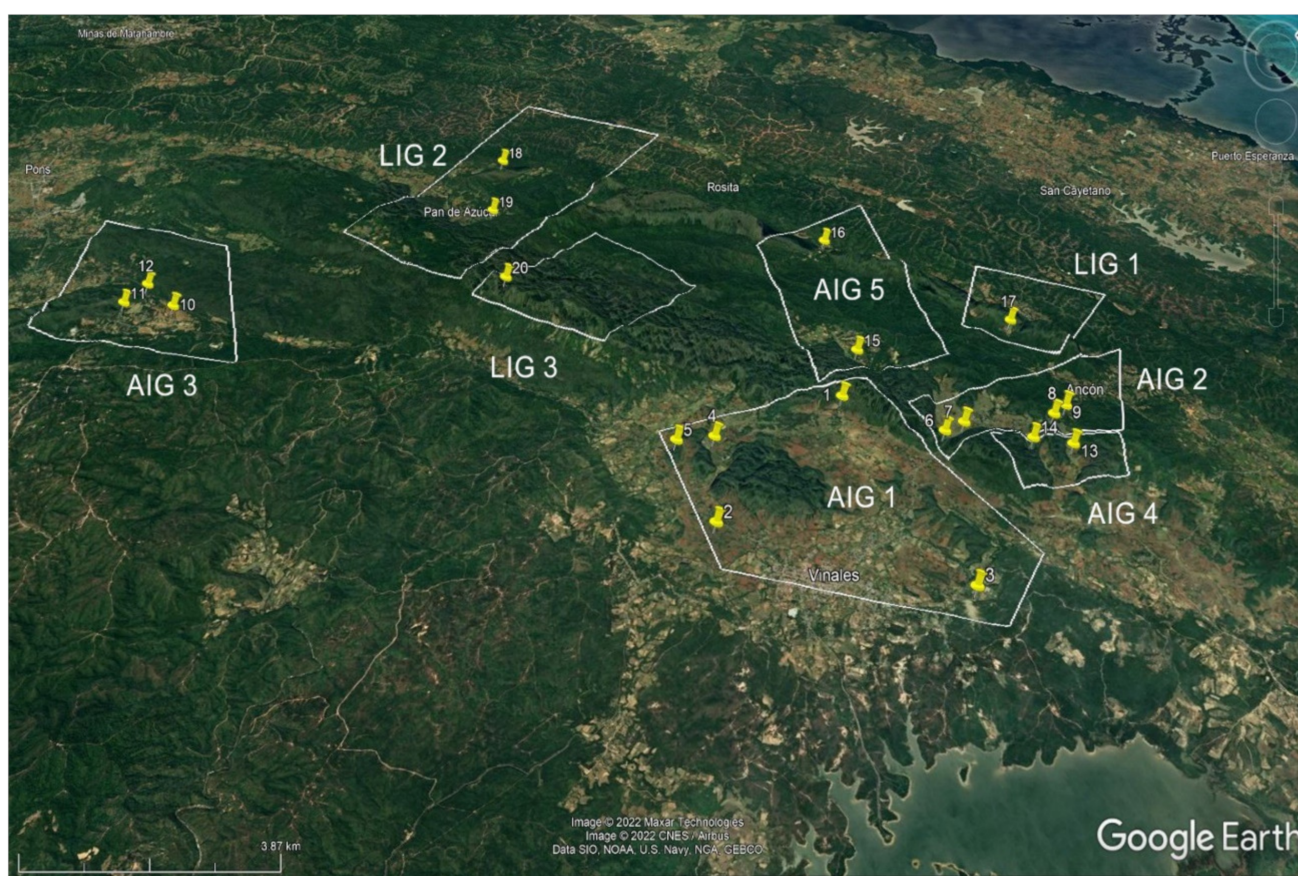 Minas de Matahambre
Puerto Esperanza
LIG 2
18
Pons
Rosita
San Cayetano
19
Pan de Azúcar
16
12
20
LIG 1
11
10
AIG 5
17
AIG 3
LIG 3
15
AIG 2
1
8
Ancón
7
9
6
5
4
14
13
AIG 1
2
AIG 4
Vinales
3
Image © 2022 Maxar Technologies
Image © 2022 CNES / Airbus
Data SIO, NOAA, U.S. Navy, NGA, GEBCO
3.87 km
Google Earth